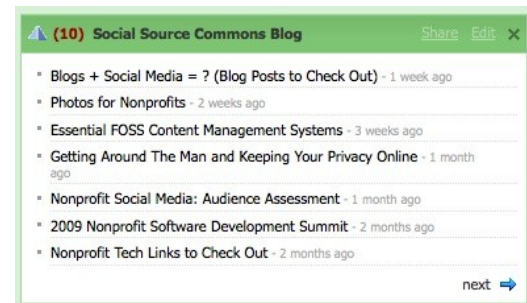 (10) Social Source Commons Blog Share Edit
Blogs + Social Media = ? (Blog Posts to Check Out) - 1 week ago
Photos for Nonprofits - 2 weeks ago
Essential FOSS Content Management Systems - 3 weeks ago
Getting Around The Man and Keeping Your Privacy Online - 1 month
ago
Nonprofit Social Media: Audience Assessment - 1 month ago
2009 Nonprofit Software Development Summit - 2 months ago
Nonprofit Tech Links to Check Out - 2 months ago
next